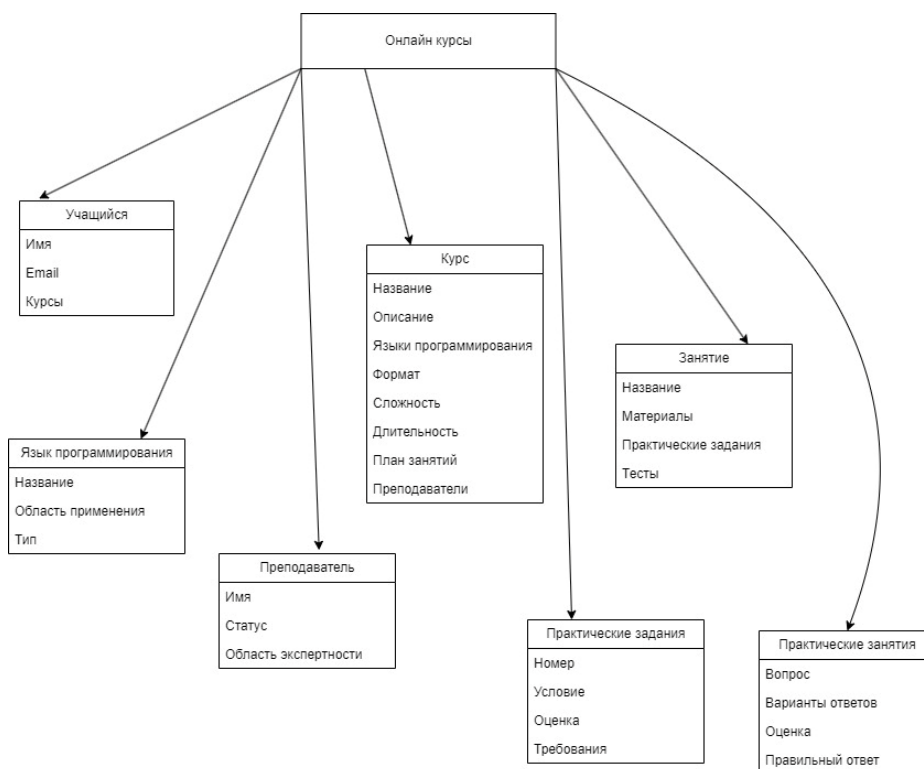 Онлайн курсы
Учащийся
Имя
Email
Курсы
Курс
Название
Описание
Языки программирования
Формат
Сложность
Длительность
План занятий
Преподаватели
Занятие
Название
Материалы
Практические задания
Тесты
Язык программирования
Название
Область применения
Тип
Преподаватель
Имя
Статус
Область экспертности
Практические задания
Номер
Условие
Оценка
Требования
Практические занятия
Вопрос
Варианты ответов
Оценка
Правильный ответ